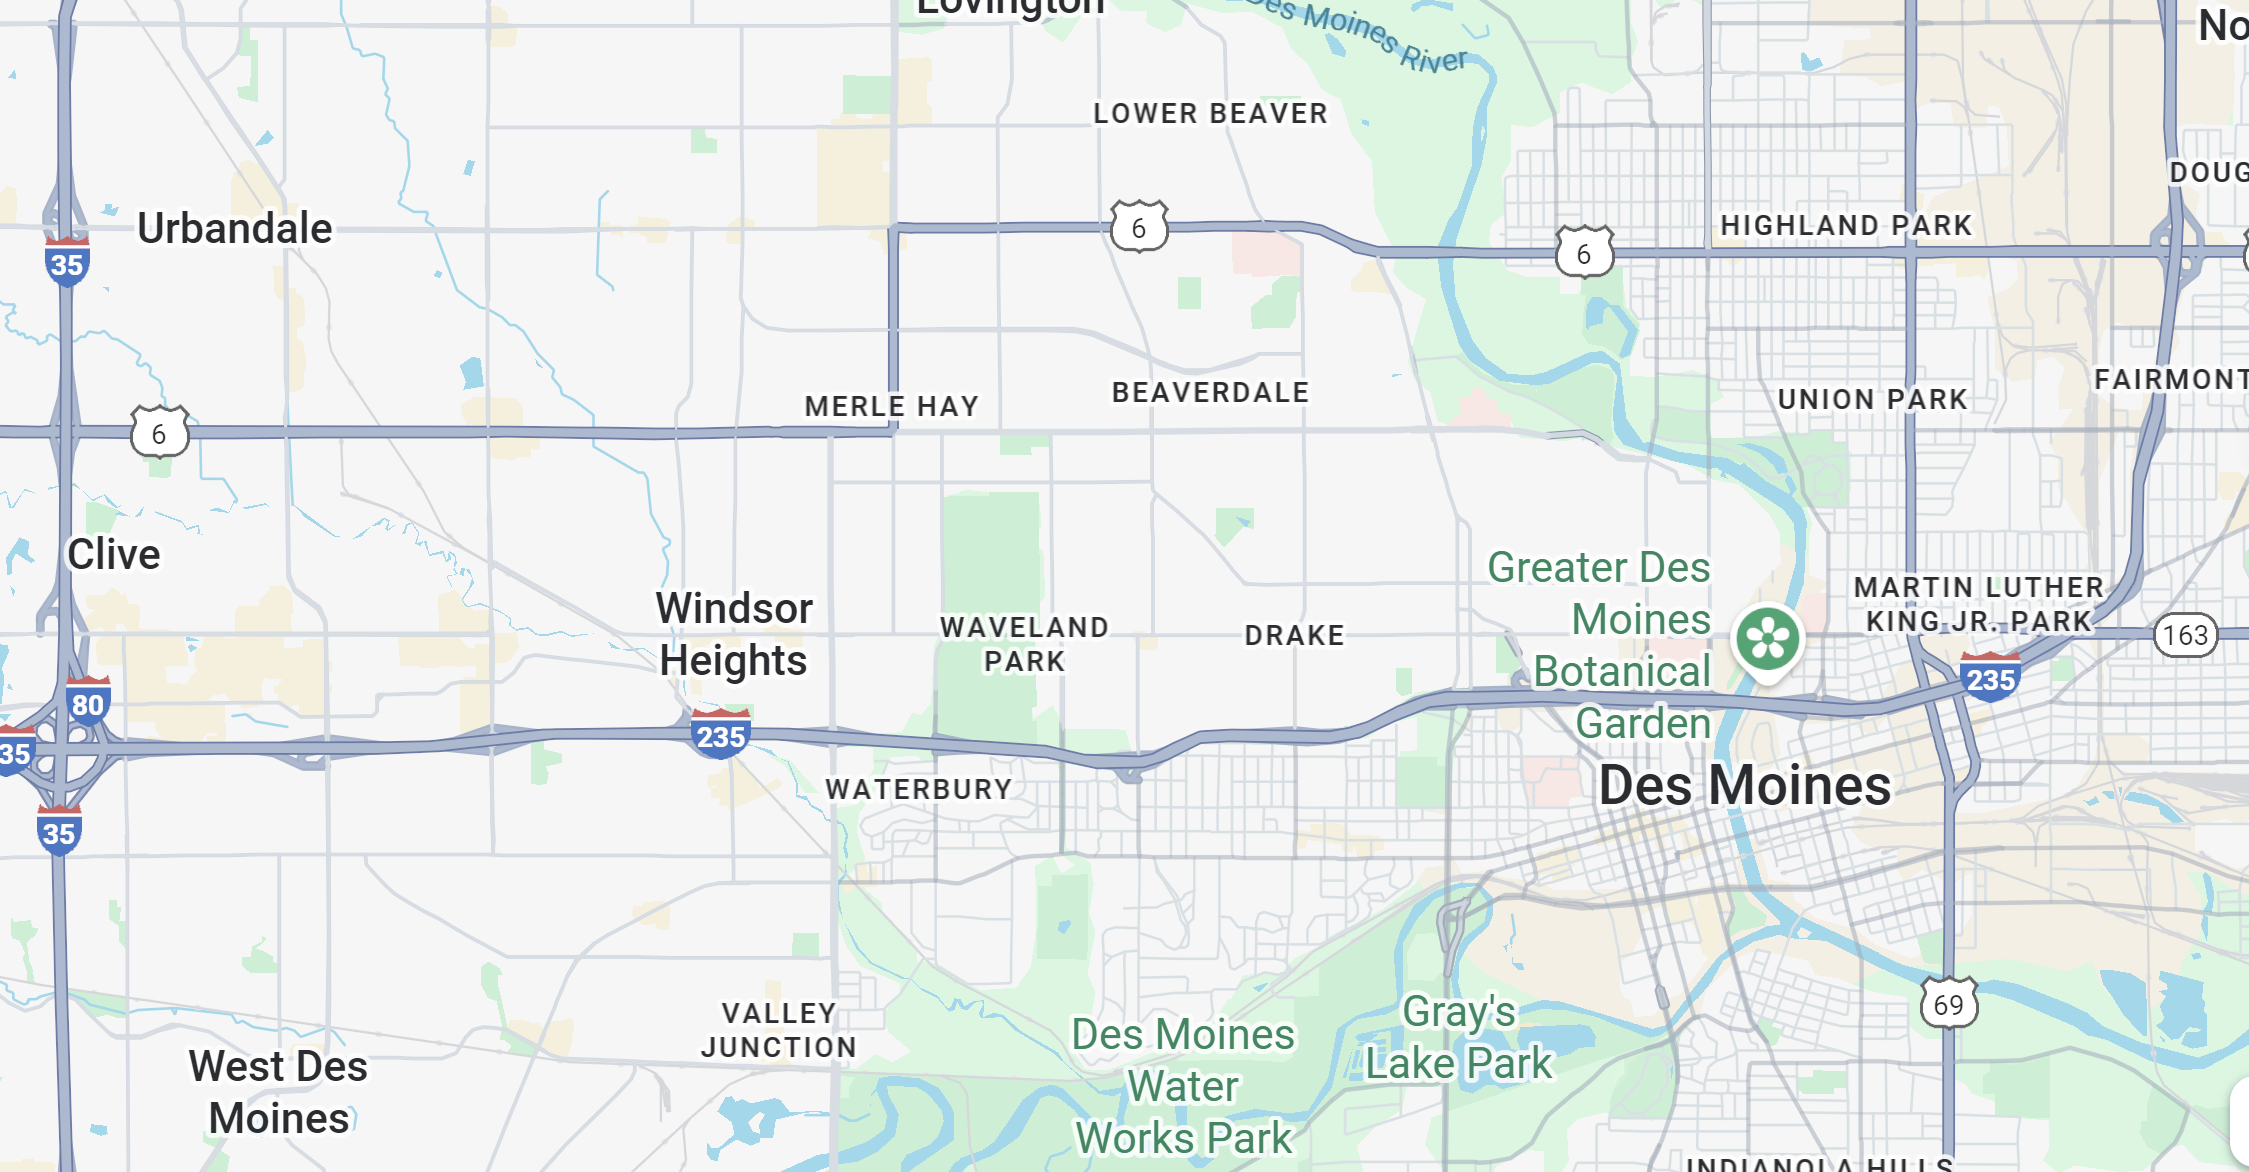 Lovington
No
Des Moines River
LOWER BEAVER
DOUG
Urbandale
6
HIGHLAND PARK
35
6
MERLE HAY
BEAVERDALE
UNION PARK
FAIRMONT
6
Clive
Greater Des
Moines
Botanical
Garden
Windsor
Heights
WAVELAND
PARK
DRAKE
MARTIN LUTHER
KING JR. PARK
163
235
80
235
35
WATERBURY
Des Moines
35
69
VALLEY
JUNCTION
Des Moines
Water
Works Park
Gray's
Lake Park
West Des
Moines
INDIANOLA HILLS